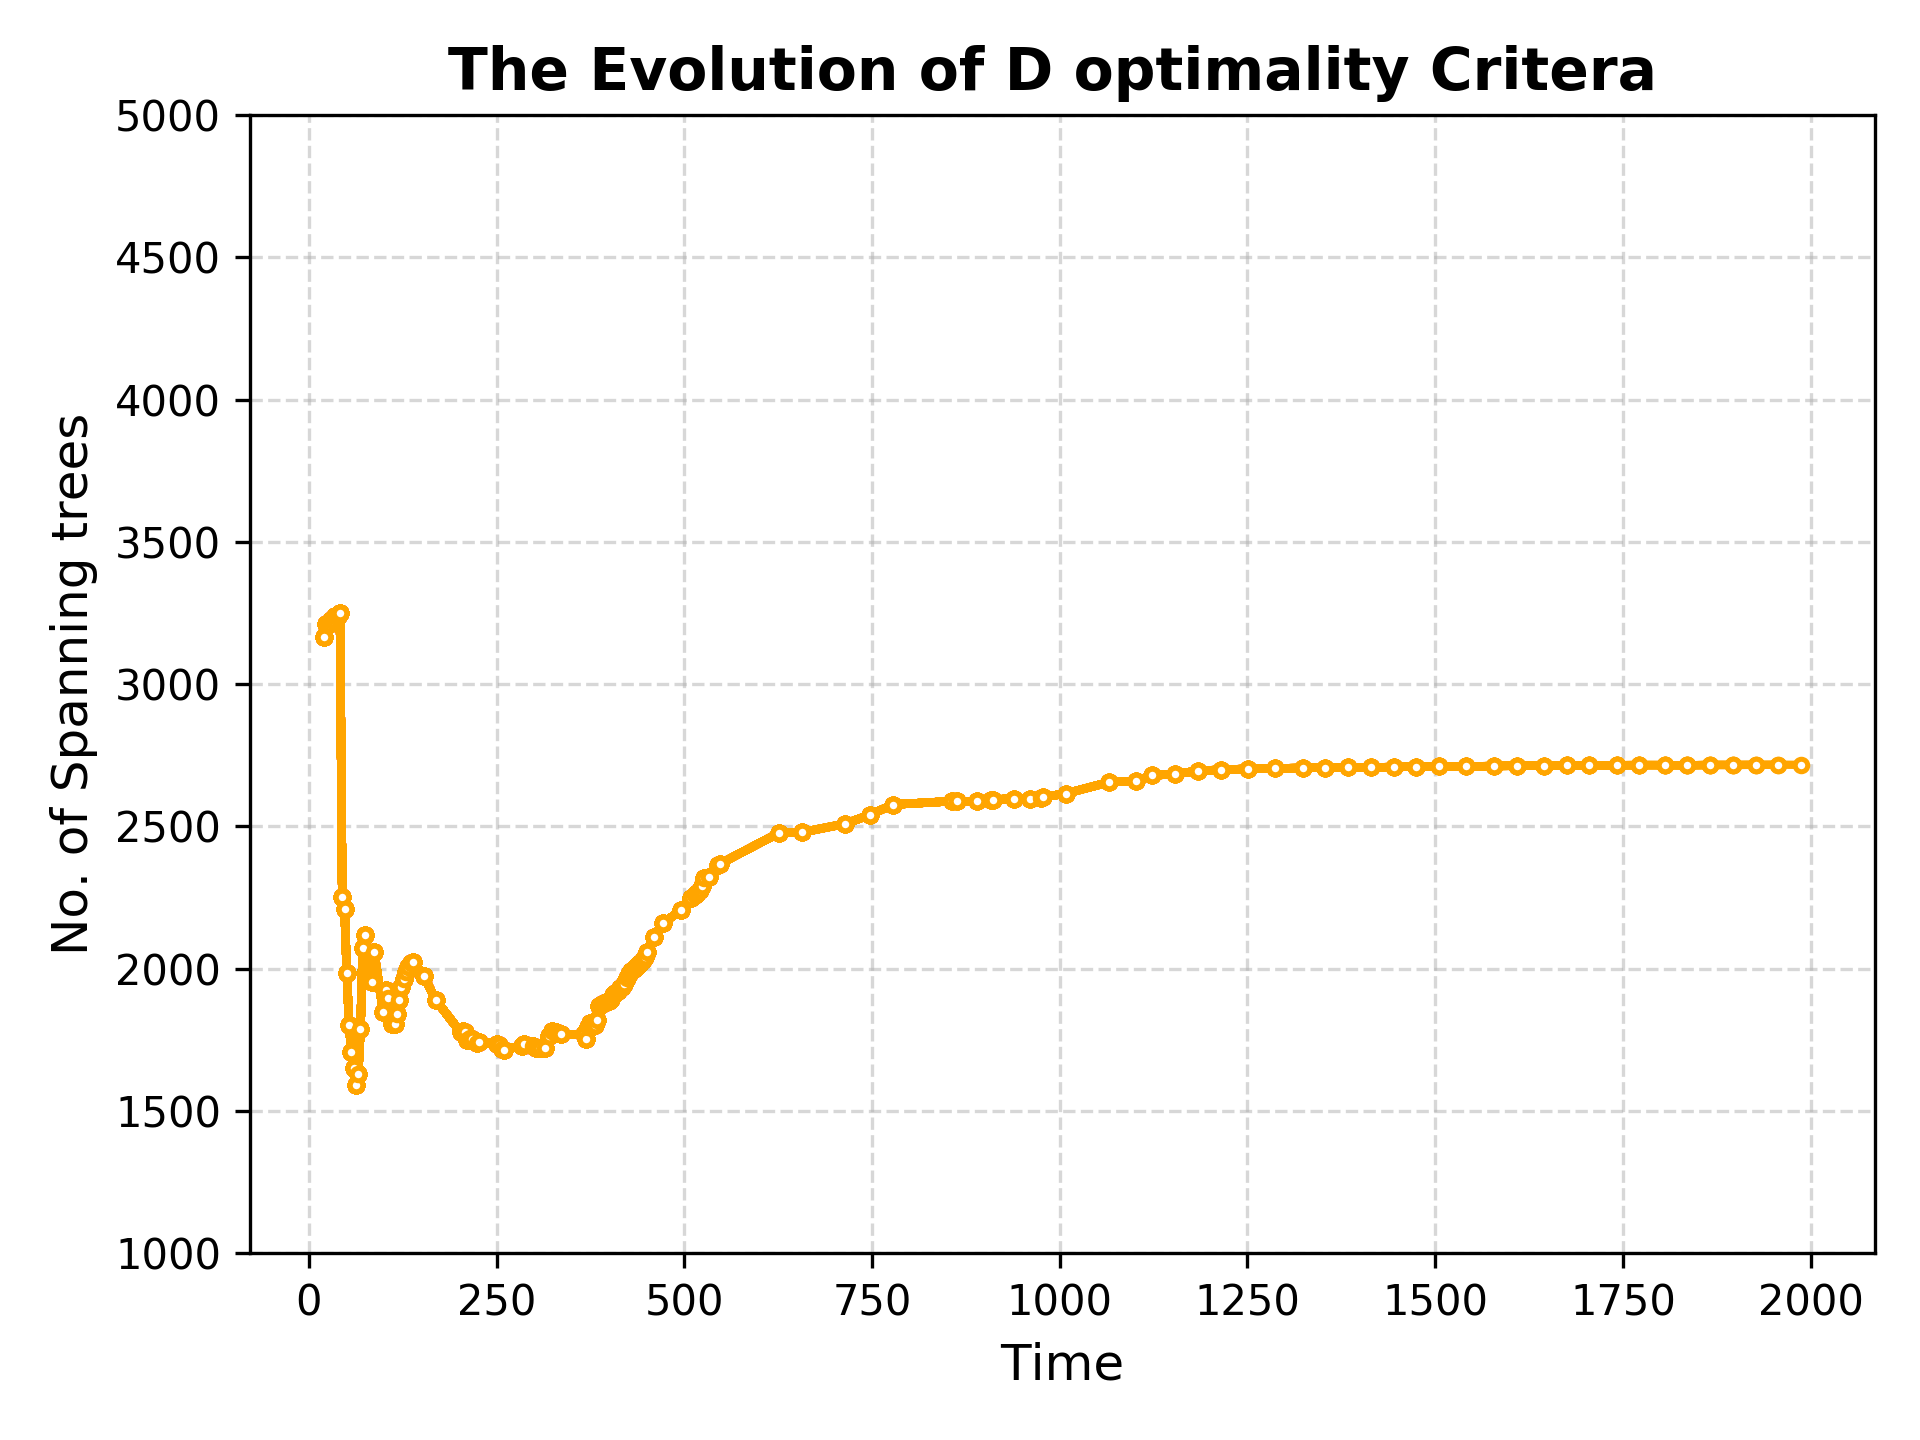 The Evolution of D optimality Critera
5000
4500
4000
3500
3000
2500
2000
1500
1000
No. of Spanning trees
0 250 500 750 1000 1250 1500 1750 2000
Time